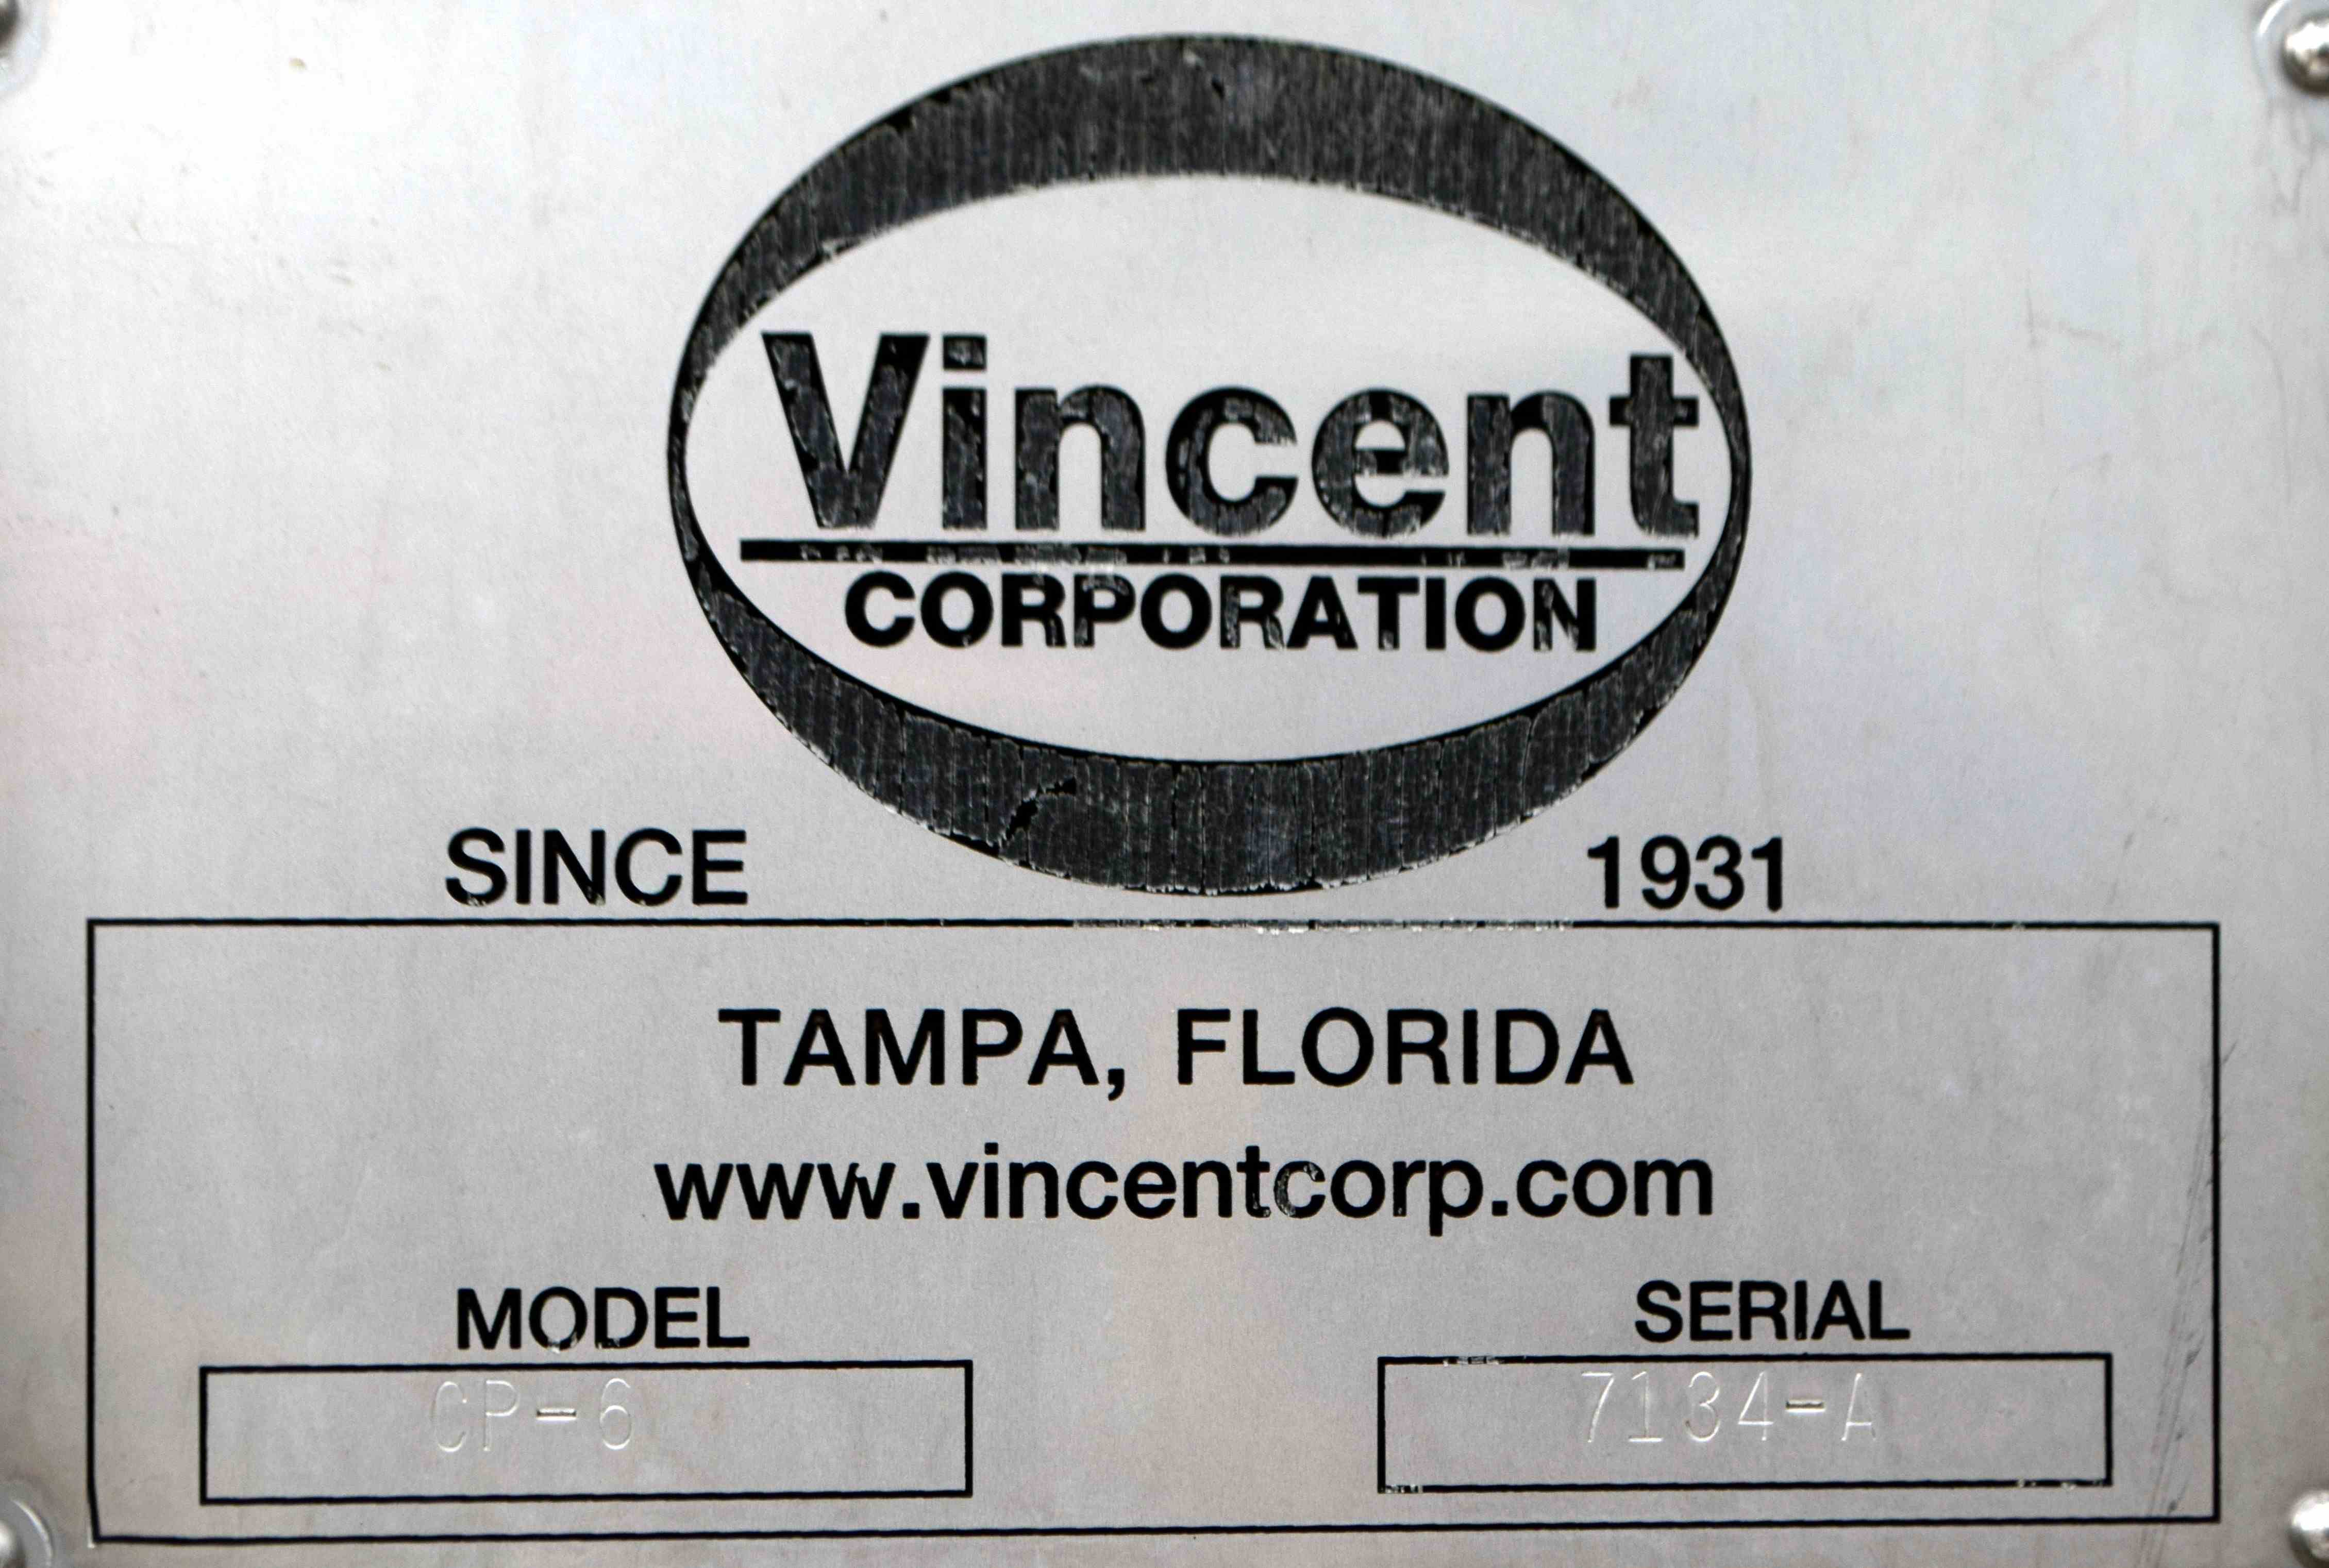 Vincent
CORPORATION
SINCE 1931
TAMPA, FLORIDA
www.vincentcorp.com
MODEL SERIAL
CP-6 7134-A